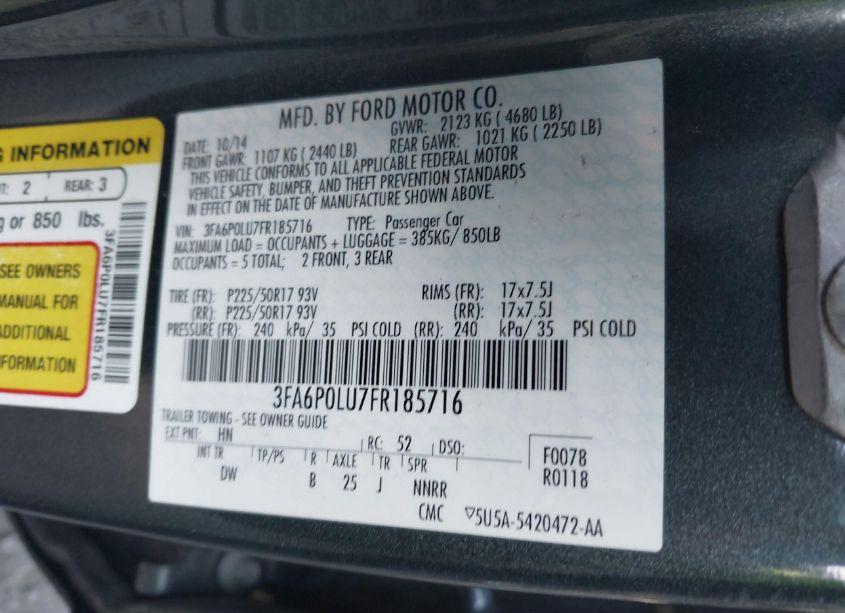 G INFORMATION
T: 2 REAR: 3
g or 850 lbs.
SEE OWNERS
MANUAL FOR
ADDITIONAL
INFORMATION
3FA6P0LU7FR185716
MFD. BY FORD MOTOR CO.
DATE: 10/14 GVWR: 2123 KG ( 4680 LB)
FRONT GAWR: 1107 KG ( 2440 LB) REAR GAWR: 1021 KG ( 2250 LB)
THIS VEHICLE CONFORMS TO ALL APPLICABLE FEDERAL MOTOR
VEHICLE SAFETY, BUMPER, AND THEFT PREVENTION STANDARDS
IN EFFECT ON THE DATE OF MANUFACTURE SHOWN ABOVE.
VIN: 3FA6P0LU7FR185716 TYPE: Passenger Car
MAXIMUM LOAD = OCCUPANTS + LUGGAGE = 385KG/ 850LB
OCCUPANTS = 5 TOTAL; 2 FRONT, 3 REAR
TIRE (FR): P225/50R17 93V RIMS (FR): 17x7.5J
(RR): P225/50R17 93V (RR): 17x7.5J
PRESSURE (FR): 240 kPa/ 35 PSI COLD (RR): 240 kPa/ 35 PSI COLD
3FA6P0LU7FR185716
TRAILER TOWING - SEE OWNER GUIDE
EXT PNT: HN RC: 52 DSO: F0078
INT TR TP/PS R AXLE TR SPR R0118
DW B 25 J NNRR
CMC ▽5U5A-5420472-AA